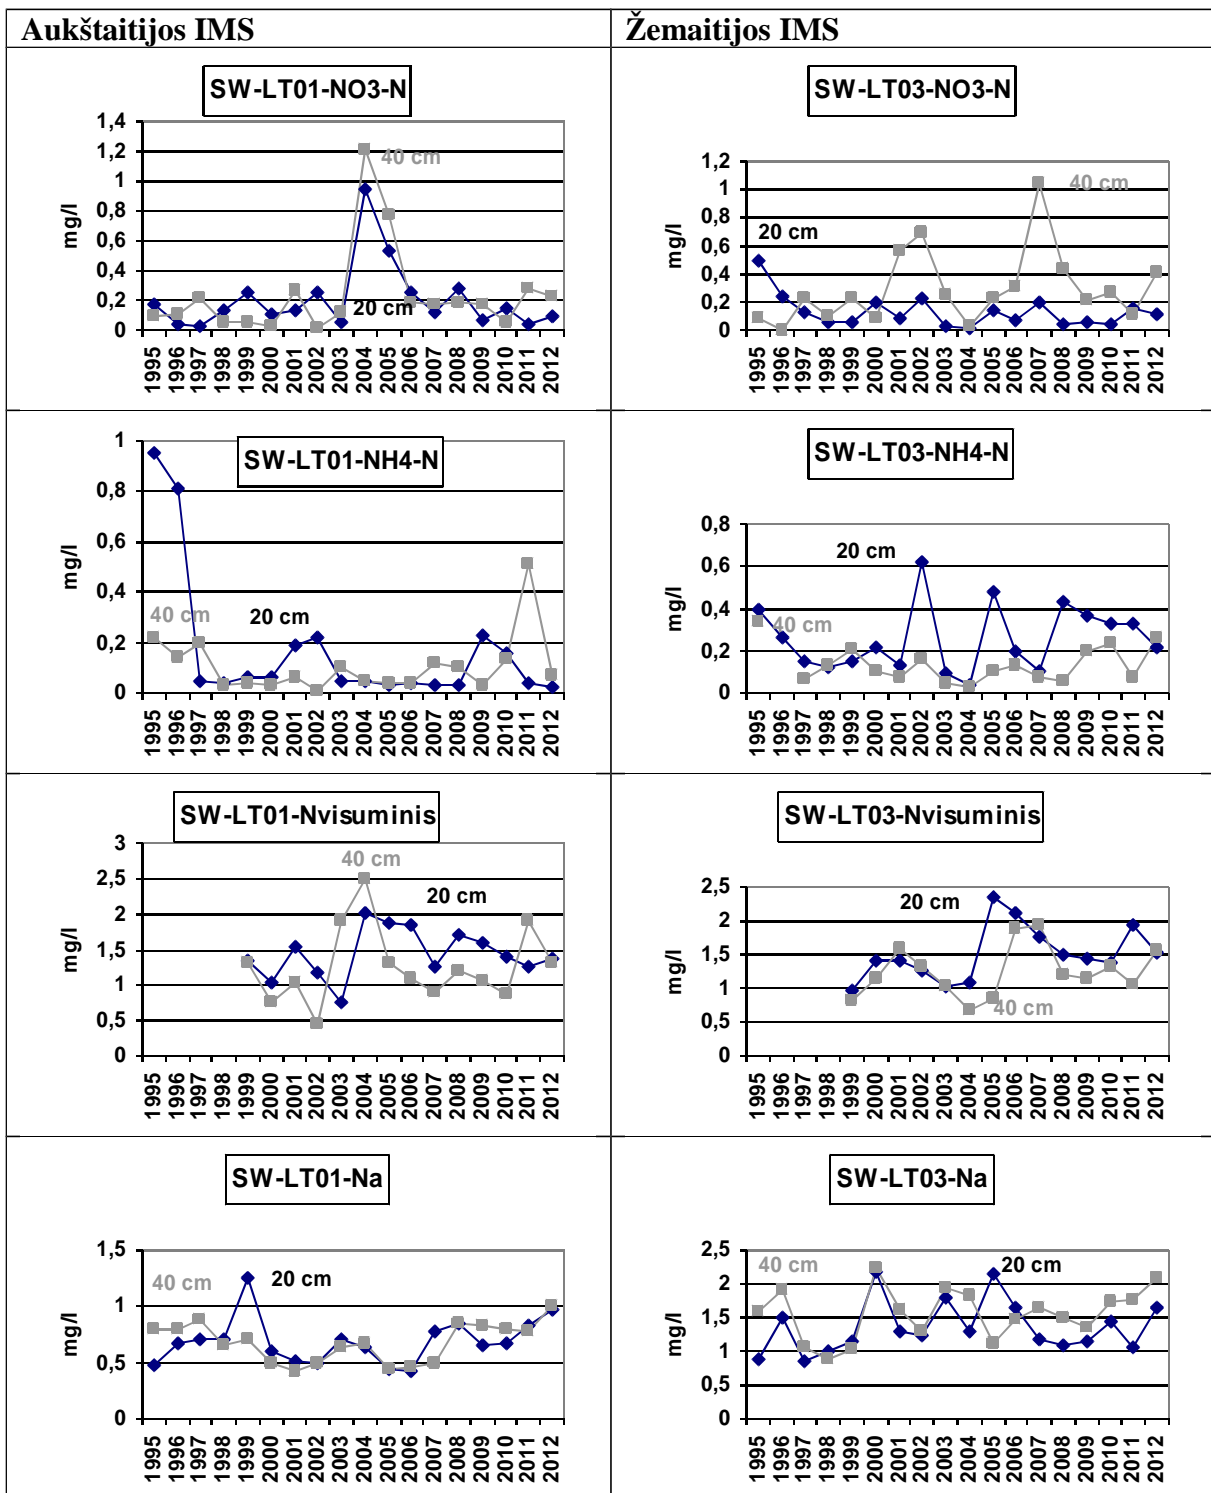 Aukštaitijos IMS
Žemaitijos IMS
SW-LT01-NO3-N
mg/l
1,4
1,2
1
0,8
0,6
0,4
0,2
0
40 cm
20 cm
1995 1996 1997 1998 1999 2000 2001 2002 2003 2004 2005 2006 2007 2008 2009 2010 2011 2012
SW-LT03-NO3-N
mg/l
1,2
1
0,8
0,6
0,4
0,2
0
40 cm
20 cm
1995 1996 1997 1998 1999 2000 2001 2002 2003 2004 2005 2006 2007 2008 2009 2010 2011 2012
SW-LT01-NH4-N
mg/l
1
0,8
0,6
0,4
0,2
0
40 cm
20 cm
1995 1996 1997 1998 1999 2000 2001 2002 2003 2004 2005 2006 2007 2008 2009 2010 2011 2012
SW-LT03-NH4-N
mg/l
0,8
0,6
0,4
0,2
0
20 cm
40 cm
1995 1996 1997 1998 1999 2000 2001 2002 2003 2004 2005 2006 2007 2008 2009 2010 2011 2012
SW-LT01-Nvisuminis
mg/l
3
2,5
2
1,5
1
0,5
0
40 cm
20 cm
1995 1996 1997 1998 1999 2000 2001 2002 2003 2004 2005 2006 2007 2008 2009 2010 2011 2012
SW-LT03-Nvisuminis
mg/l
2,5
2
1,5
1
0,5
0
20 cm
40 cm
1995 1996 1997 1998 1999 2000 2001 2002 2003 2004 2005 2006 2007 2008 2009 2010 2011 2012
SW-LT01-Na
mg/l
1,5
1
0,5
0
40 cm
20 cm
1995 1996 1997 1998 1999 2000 2001 2002 2003 2004 2005 2006 2007 2008 2009 2010 2011 2012
SW-LT03-Na
mg/l
2,5
2
1,5
1
0,5
0
40 cm
20 cm
1995 1996 1997 1998 1999 2000 2001 2002 2003 2004 2005 2006 2007 2008 2009 2010 2011 2012